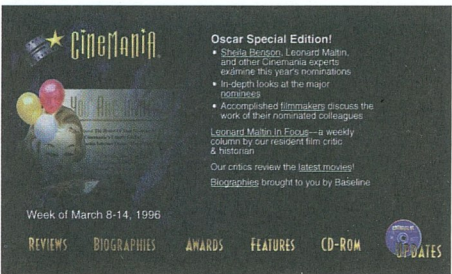 CINEMANIA
Oscar Special Edition!
• Sheila Benson, Leonard Maltin,
and other Cinemania experts
examine this year's nominations
• In-depth looks at the major
nominees
• Accomplished filmmakers discuss the
work of their nominated colleagues
Leonard Maltin In Focus--a weekly
column by our resident film critic
& historian
Our critics review the latest movies!
Biographies brought to you by Baseline
YOU ARE
Week of March 8-14, 1996
REVIEWS BIOGRAPHIES AWARDS FEATURES CD-ROM UPDATES